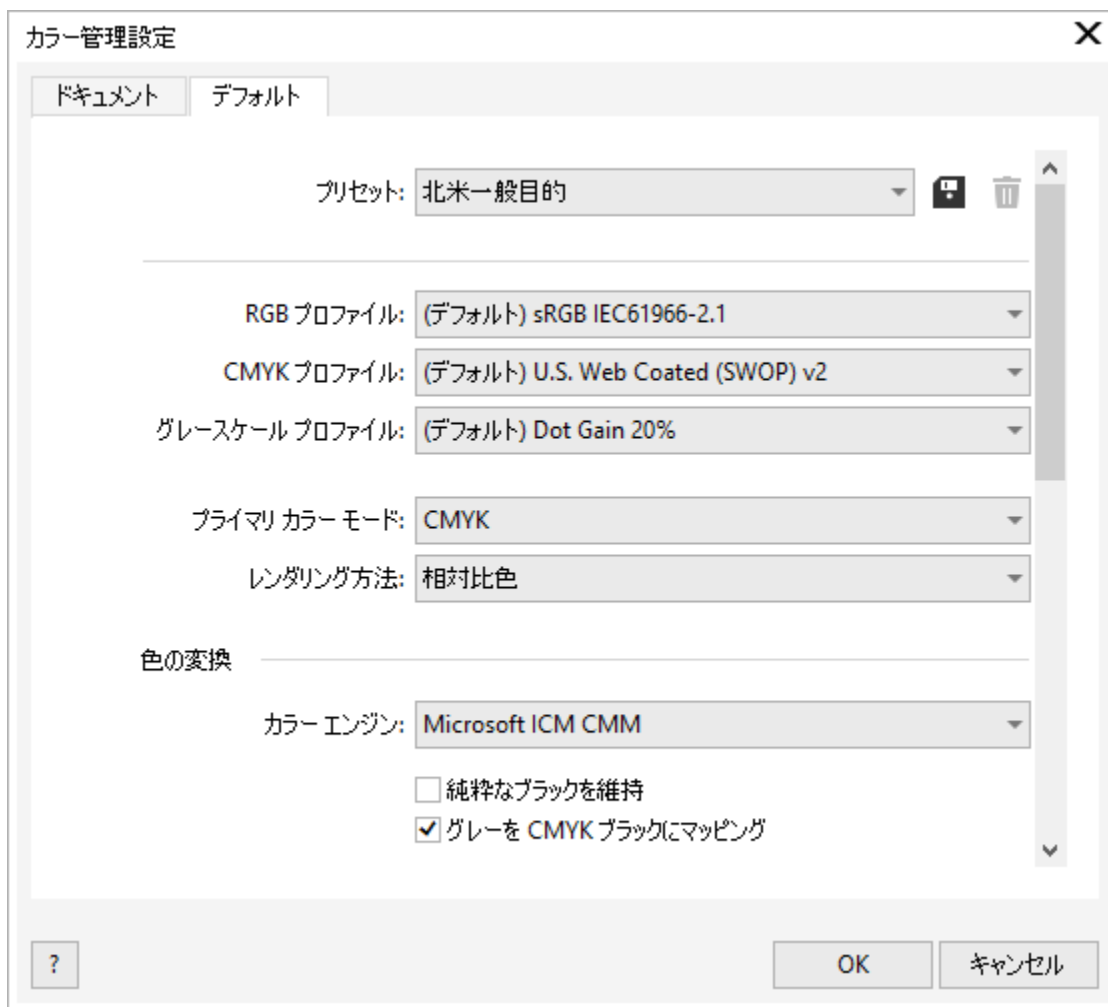 カラー管理設定
ドキュメント デフォルト
プリセット: 北米一般目的
RGB プロファイル: (デフォルト) sRGB IEC61966-2.1
CMYK プロファイル: (デフォルト) U.S. Web Coated (SWOP) v2
グレースケール プロファイル: (デフォルト) Dot Gain 20%
プライマリ カラー モード: CMYK
レンダリング方法: 相対比色
色の変換
カラー エンジン: Microsoft ICM CMM
純粋なブラックを維持
グレーを CMYK ブラックにマッピング
? OK キャンセル